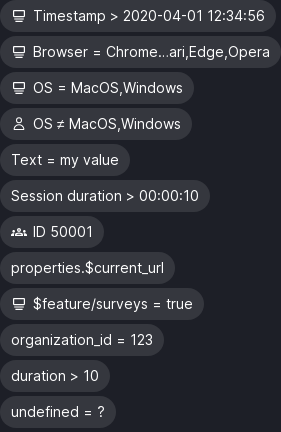 Timestamp > 2020-04-01 12:34:56
Browser = Chrome...ari,Edge,Opera
OS = MacOS,Windows
OS ≠ MacOS,Windows
Text = my value
Session duration > 00:00:10
ID 50001
properties.$current_url
$feature/surveys = true
organization_id = 123
duration > 10
undefined = ?